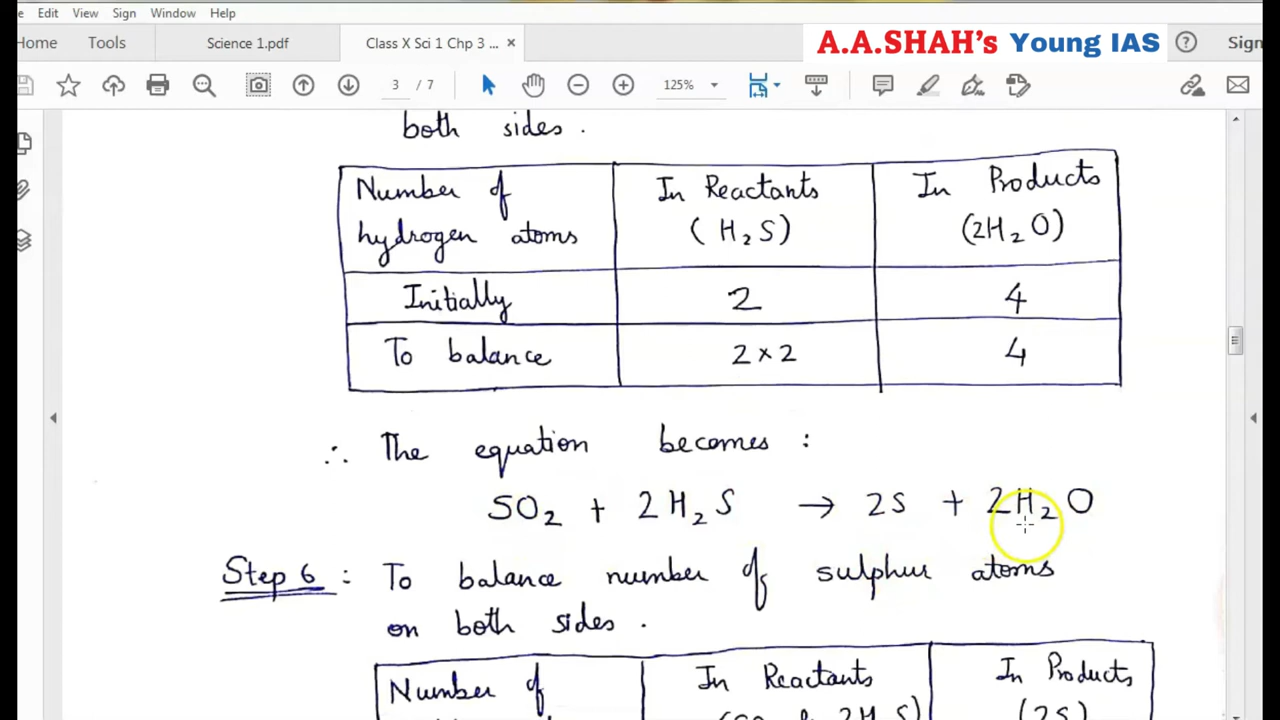 Edit View Sign Window Help
Home Tools Science 1.pdf Class X Sci 1 Chp 3 ... × A.A.SHAH's Young IAS ? Sign
3 / 7 125%
both sides.
Number of hydrogen atoms In Reactants (H₂S) In Products (2H₂O)
Initially 2 4
To balance 2 × 2 4
∴ The equation becomes :
SO₂ + 2H₂S → 2S + 2H₂O
Step 6 : To balance number of sulphur atoms
on both sides.
Number of In Reactants In Products
2H₂S) (2S)